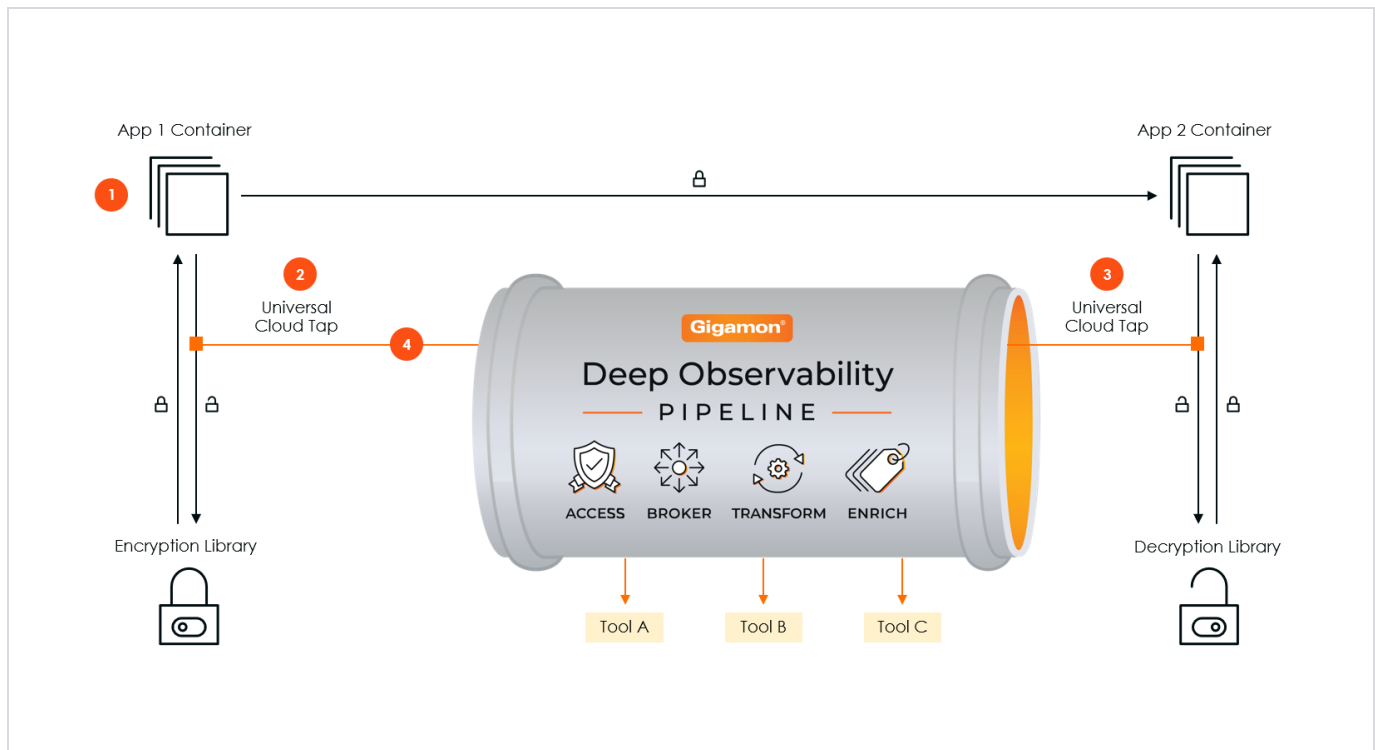 App 1 Container
App 2 Container
1
2
Universal
Cloud Tap
3
Universal
Cloud Tap
4
Gigamon®
Deep Observability
PIPELINE
ACCESS
BROKER
TRANSFORM
ENRICH
Encryption Library
Decryption Library
Tool A
Tool B
Tool C